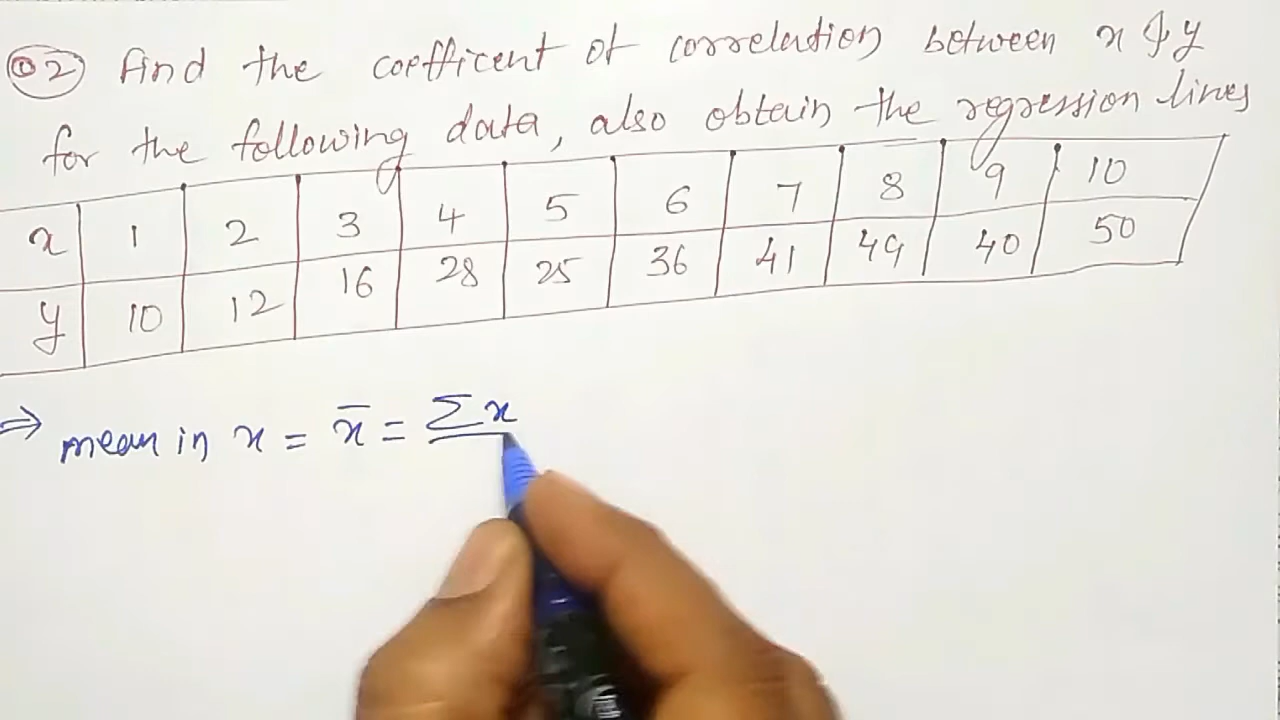 Q2 find the cofficent of correlation between x & y
for the following data, also obtain the regression lines
x 1 2 3 4 5 6 7 8 9 10
y 10 12 16 28 25 36 41 49 40 50
⇒ mean in x = x̄ = Σx